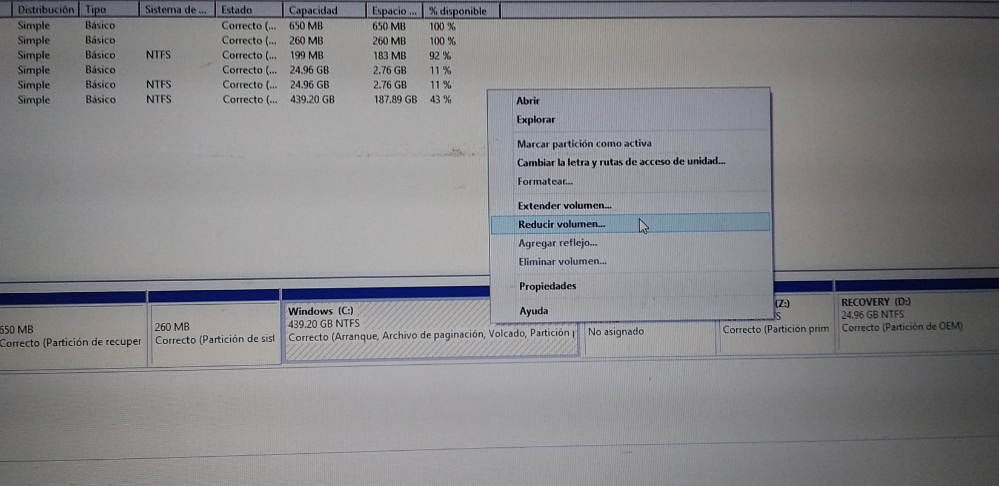 Distribución Tipo Sistema de ... Estado Capacidad Espacio ... % disponible
Simple Básico Correcto (... 650 MB 650 MB 100 %
Simple Básico Correcto (... 260 MB 260 MB 100 %
Simple Básico NTFS Correcto (... 199 MB 183 MB 92 %
Simple Básico Correcto (... 24.96 GB 2.76 GB 11 %
Simple Básico NTFS Correcto (... 24.96 GB 2.76 GB 11 %
Simple Básico NTFS Correcto (... 439.20 GB 187.89 GB 43 %
Abrir
Explorar
Marcar partición como activa
Cambiar la letra y rutas de acceso de unidad...
Formatear...
Extender volumen...
Reducir volumen...
Agregar reflejo...
Eliminar volumen...
Propiedades
Ayuda
650 MB
Correcto (Partición de recuper
260 MB
Correcto (Partición de sist
Windows (C:)
439.20 GB NTFS
Correcto (Arranque, Archivo de paginación, Volcado, Partición p
No asignado
(Z:)
S
Correcto (Partición prim
RECOVERY (D:)
24.96 GB NTFS
Correcto (Partición de OEM)